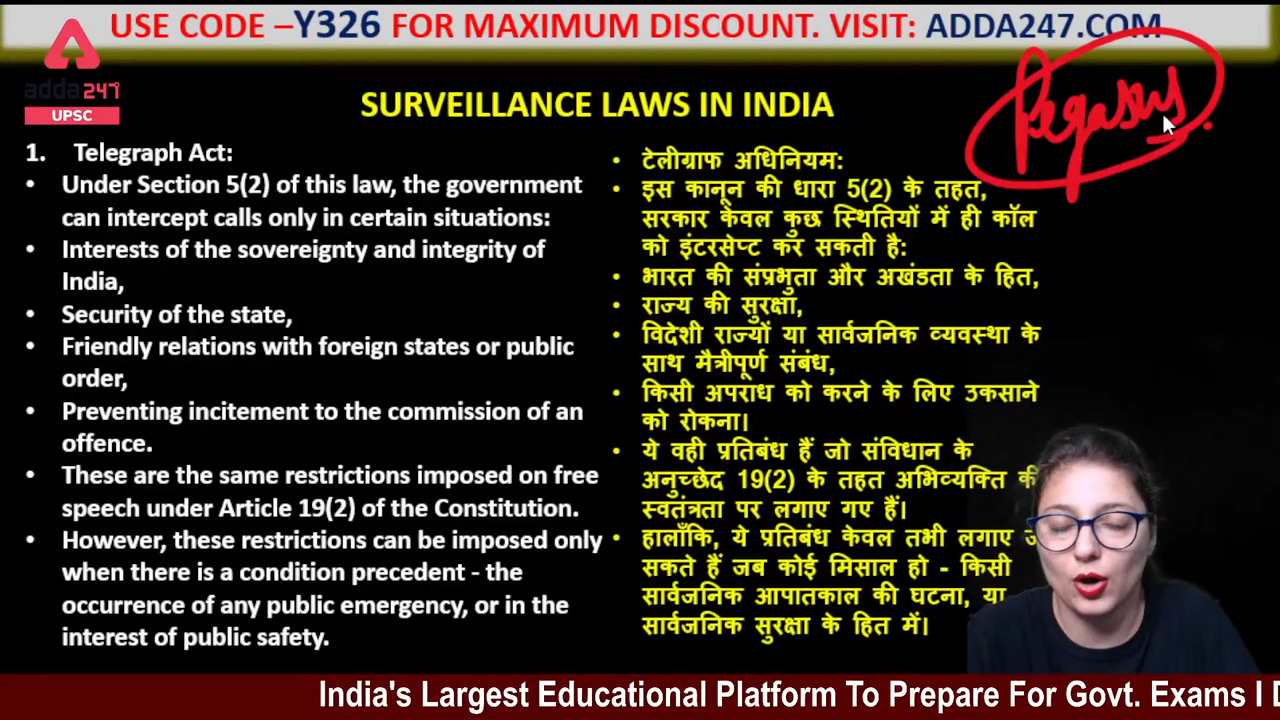 USE CODE –Y326 FOR MAXIMUM DISCOUNT. VISIT: ADDA247.COM
adda247
UPSC
SURVEILLANCE LAWS IN INDIA
Pegasus
1. Telegraph Act:
• Under Section 5(2) of this law, the government
can intercept calls only in certain situations:
• Interests of the sovereignty and integrity of
India,
• Security of the state,
• Friendly relations with foreign states or public
order,
• Preventing incitement to the commission of an
offence.
• These are the same restrictions imposed on free
speech under Article 19(2) of the Constitution.
• However, these restrictions can be imposed only
when there is a condition precedent - the
occurrence of any public emergency, or in the
interest of public safety.
• टेलीग्राफ अधिनियम:
• इस कानून की धारा 5(2) के तहत,
सरकार केवल कुछ स्थितियों में ही कॉल
को इंटरसेप्ट कर सकती है:
• भारत की संप्रभुता और अखंडता के हित,
• राज्य की सुरक्षा,
• विदेशी राज्यों या सार्वजनिक व्यवस्था के
साथ मैत्रीपूर्ण संबंध,
• किसी अपराध को करने के लिए उकसाने
को रोकना।
• ये वही प्रतिबंध हैं जो संविधान के
अनुच्छेद 19(2) के तहत अभिव्यक्ति की
स्वतंत्रता पर लगाए गए हैं।
• हालाँकि, ये प्रतिबंध केवल तभी लगाए
सकते हैं जब कोई मिसाल हो - किसी
सार्वजनिक आपातकाल की घटना, या
सार्वजनिक सुरक्षा के हित में।
India's Largest Educational Platform To Prepare For Govt. Exams I